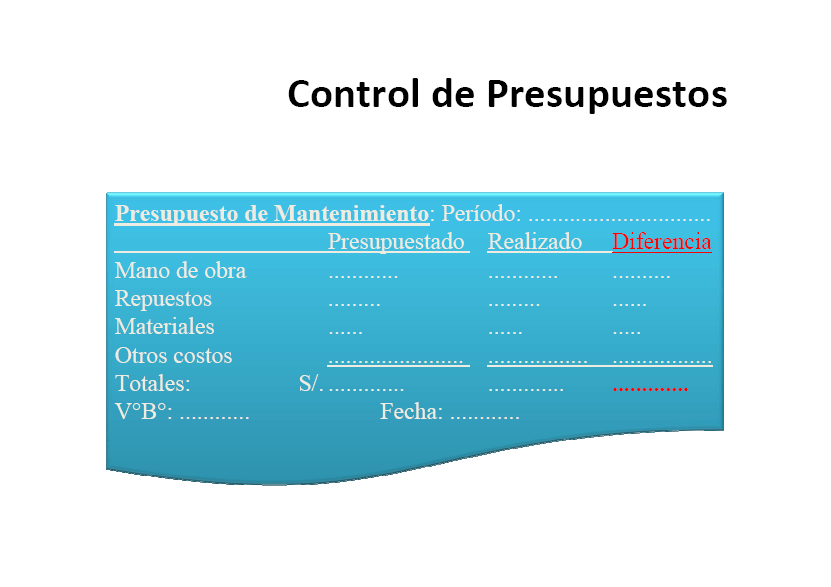 Control de Presupuestos
Presupuesto de Mantenimiento: Período: ...............................
Presupuestado Realizado Diferencia
Mano de obra ............ ............ ..........
Repuestos ......... ......... ......
Materiales ...... ...... .....
Otros costos ....................... ................. .................
Totales: S/. ............. ............. .............
V°B°: ............ Fecha: ............